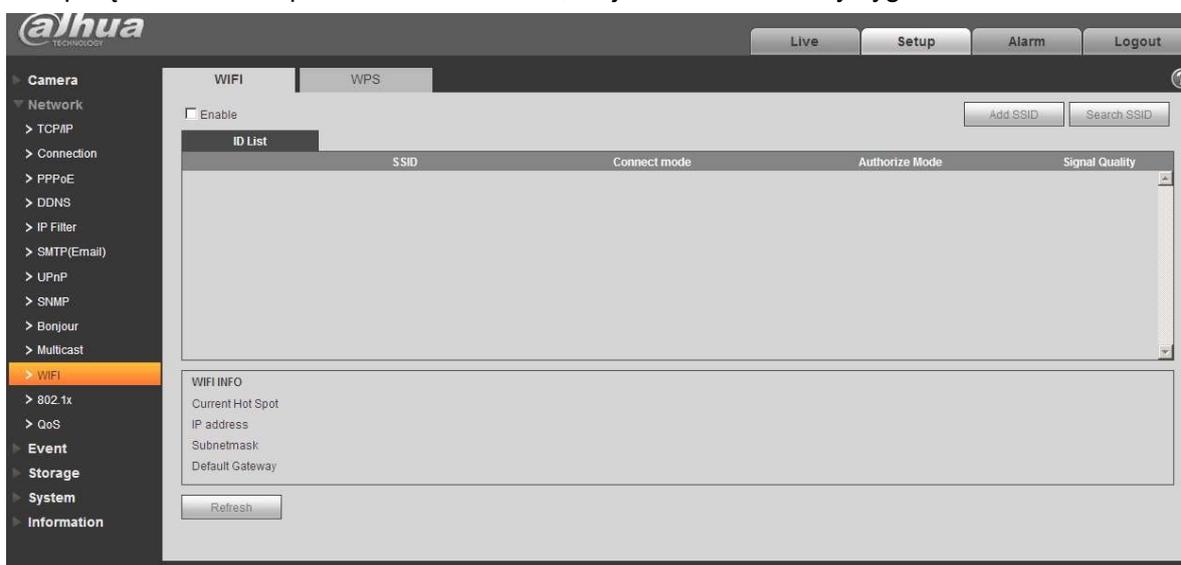 alhua
TECHNOLOGY
Live Setup Alarm Logout
Camera
Network
> TCP/IP
> Connection
> PPPoE
> DDNS
> IP Filter
> SMTP(Email)
> UPnP
> SNMP
> Bonjour
> Multicast
> WIFI
> 802.1x
> QoS
Event
Storage
System
Information
WIFI WPS
Enable
Add SSID Search SSID
ID List
SSID Connect mode Authorize Mode Signal Quality
WIFI INFO
Current Hot Spot
IP address
Subnetmask
Default Gateway
Refresh